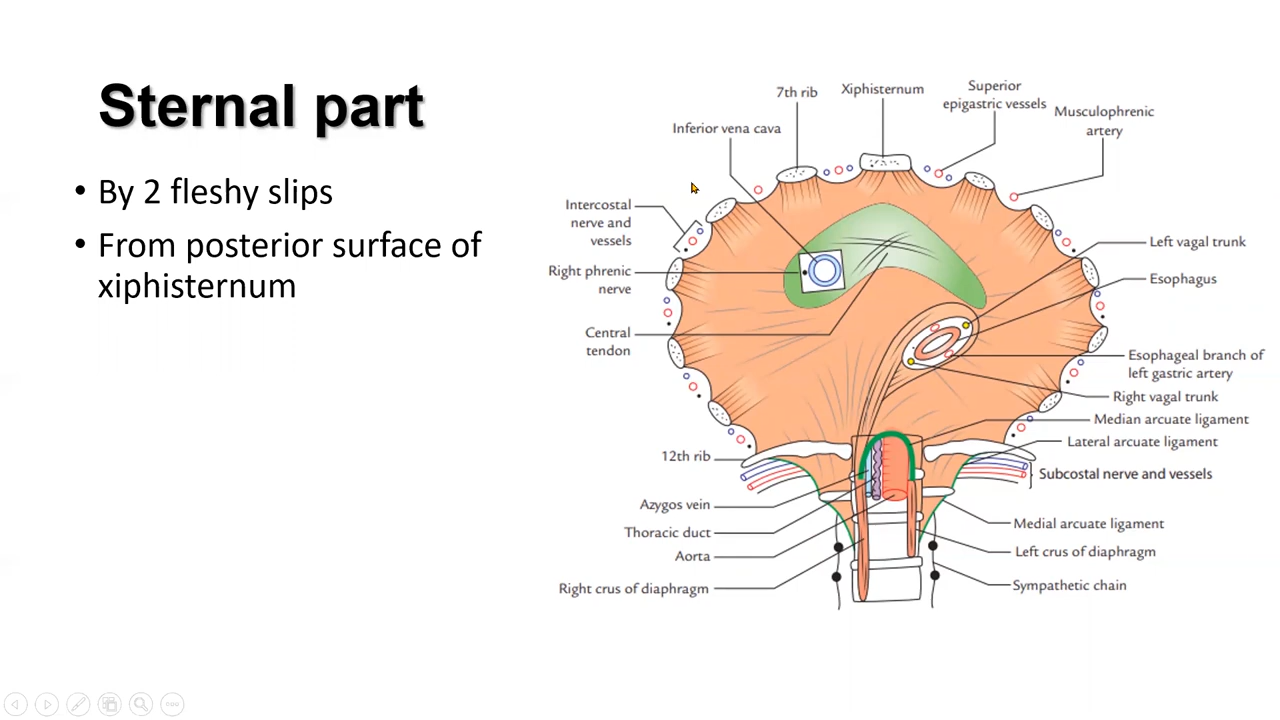 Sternal part
• By 2 fleshy slips
• From posterior surface of
xiphisternum
7th rib
Xiphisternum
Superior
epigastric vessels
Musculophrenic
artery
Inferior vena cava
Intercostal
nerve and
vessels
Right phrenic
nerve
Central
tendon
12th rib
Azygos vein
Thoracic duct
Aorta
Right crus of diaphragm
Left vagal trunk
Esophagus
Esophageal branch of
left gastric artery
Right vagal trunk
Median arcuate ligament
Lateral arcuate ligament
Subcostal nerve and vessels
Medial arcuate ligament
Left crus of diaphragm
Sympathetic chain